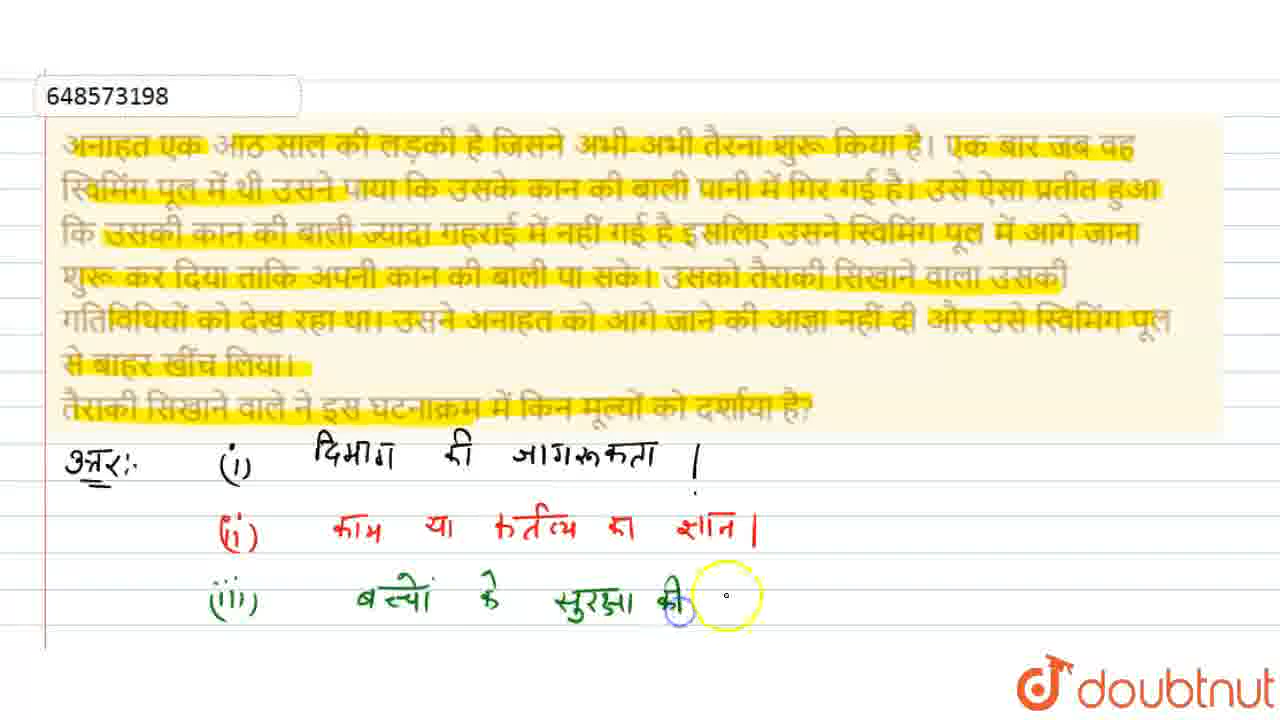 648573198
अनाहत एक आठ साल की लड़की है जिसने अभी-अभी तैरना शुरू किया है। एक बार जब वह
स्विमिंग पूल में थी उसने पाया कि उसके कान की बाली पानी में गिर गई है। उसे ऐसा प्रतीत हुआ
कि उसकी कान की बाली ज्यादा गहराई में नहीं गई है इसलिए उसने स्विमिंग पूल में आगे जाना
शुरू कर दिया ताकि अपनी कान की बाली पा सके। उसको तैराकी सिखाने वाला उसकी
गतिविधियों को देख रहा था। उसने अनाहत को आगे जाने की आज्ञा नहीं दी और उसे स्विमिंग पूल
से बाहर खींच लिया।
तैराकी सिखाने वाले ने इस घटनाक्रम में किन मूल्यों को दर्शाया है?
उत्तर:- (i) दिमाग की जागरूकता।
(ii) काम या कर्तव्य का ज्ञान।
(iii) बच्चों के सुरक्षा की
doubtnut